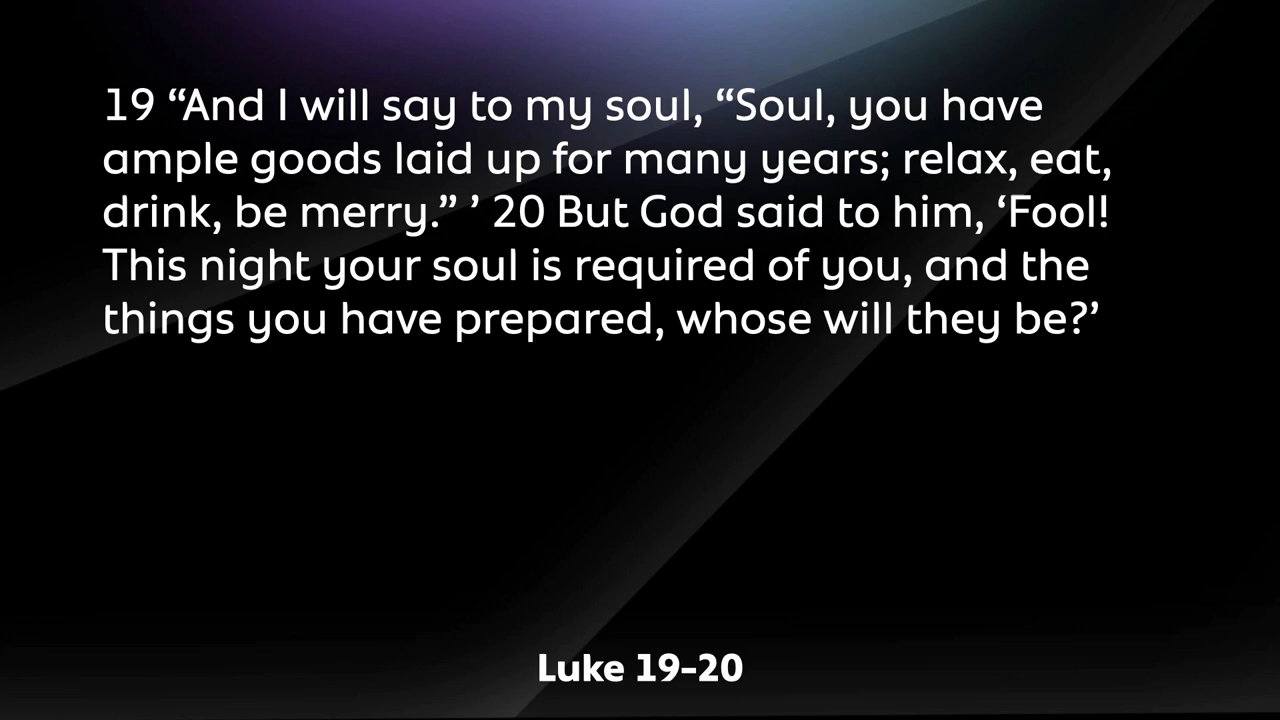 19 “And I will say to my soul, “Soul, you have
ample goods laid up for many years; relax, eat,
drink, be merry.” ’ 20 But God said to him, ‘Fool!
This night your soul is required of you, and the
things you have prepared, whose will they be?’
Luke 19–20